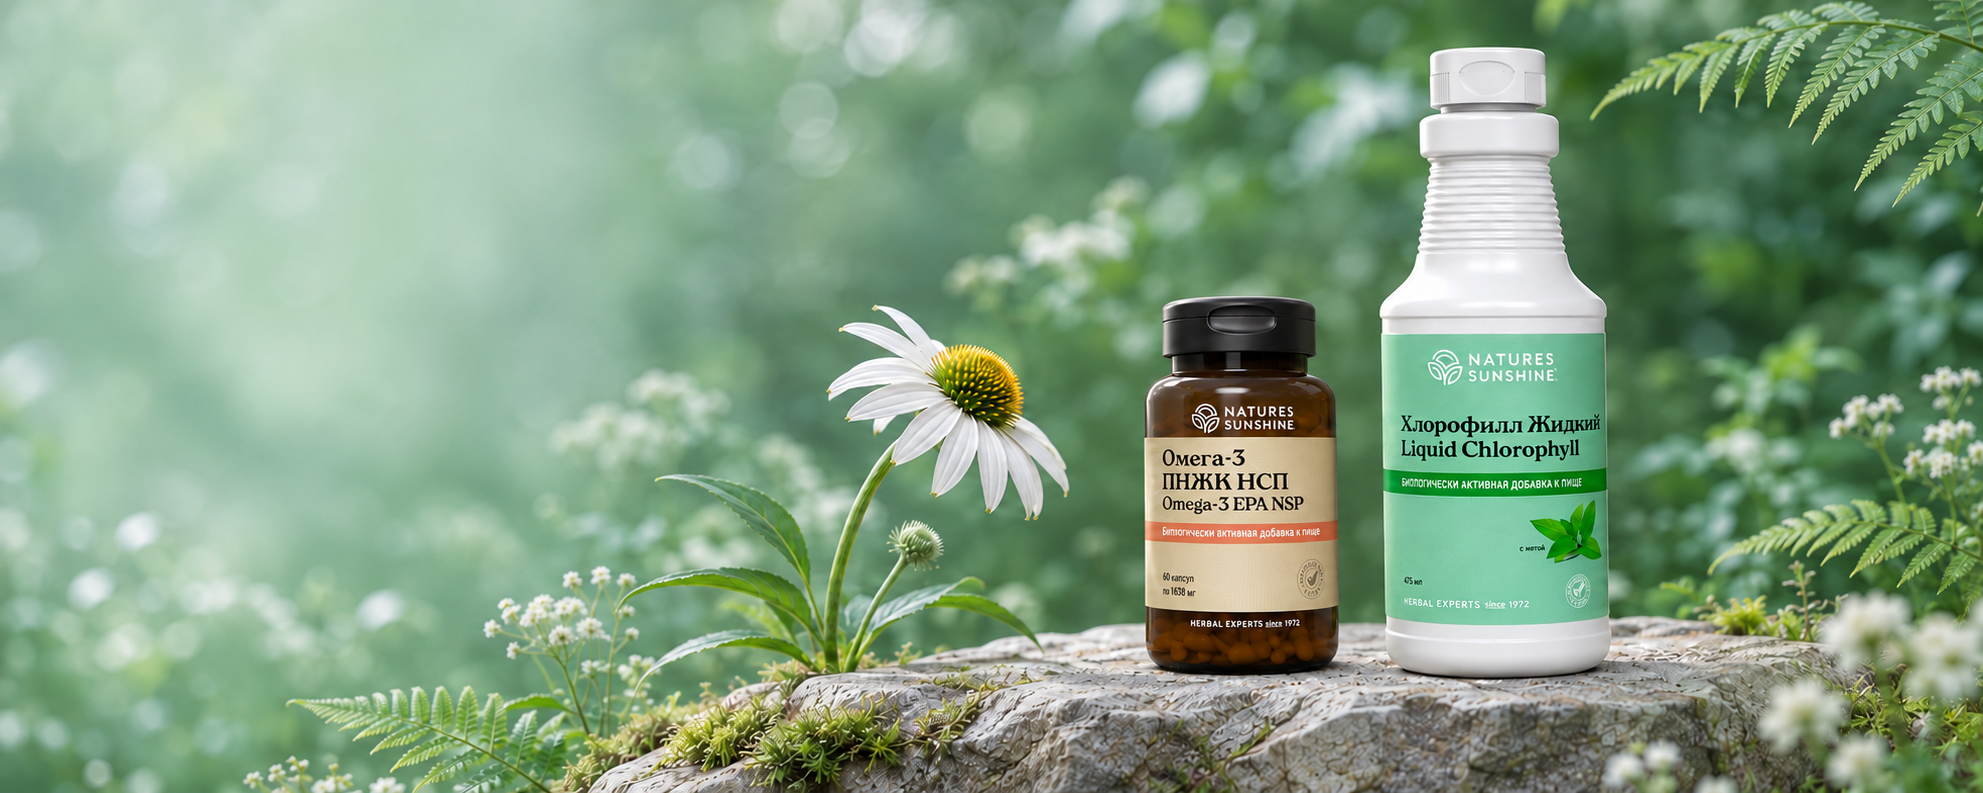 NATURES
SUNSHINE
Омега-3
ПНЖК НСП
Omega-3 EPA NSP
Биологически активная добавка к пище
60 капсул
по 1638 мг
HERBAL EXPERTS since 1972
NATURES
SUNSHINE
Хлорофилл Жидкий
Liquid Chlorophyll
БИОЛОГИЧЕСКИ АКТИВНАЯ ДОБАВКА К ПИЩЕ
с мятой
475 мл
HERBAL EXPERTS since 1972